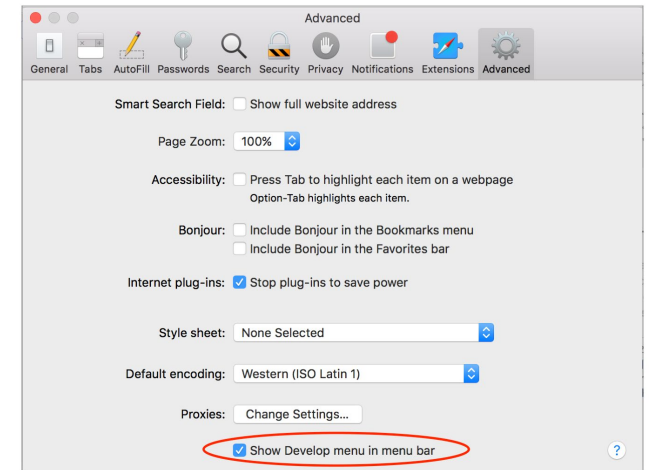 Advanced
General Tabs AutoFill Passwords Search Security Privacy Notifications Extensions Advanced
Smart Search Field: Show full website address
Page Zoom: 100%
Accessibility: Press Tab to highlight each item on a webpage
Option-Tab highlights each item.
Bonjour: Include Bonjour in the Bookmarks menu
Include Bonjour in the Favorites bar
Internet plug-ins: Stop plug-ins to save power
Style sheet: None Selected
Default encoding: Western (ISO Latin 1)
Proxies: Change Settings...
Show Develop menu in menu bar ?